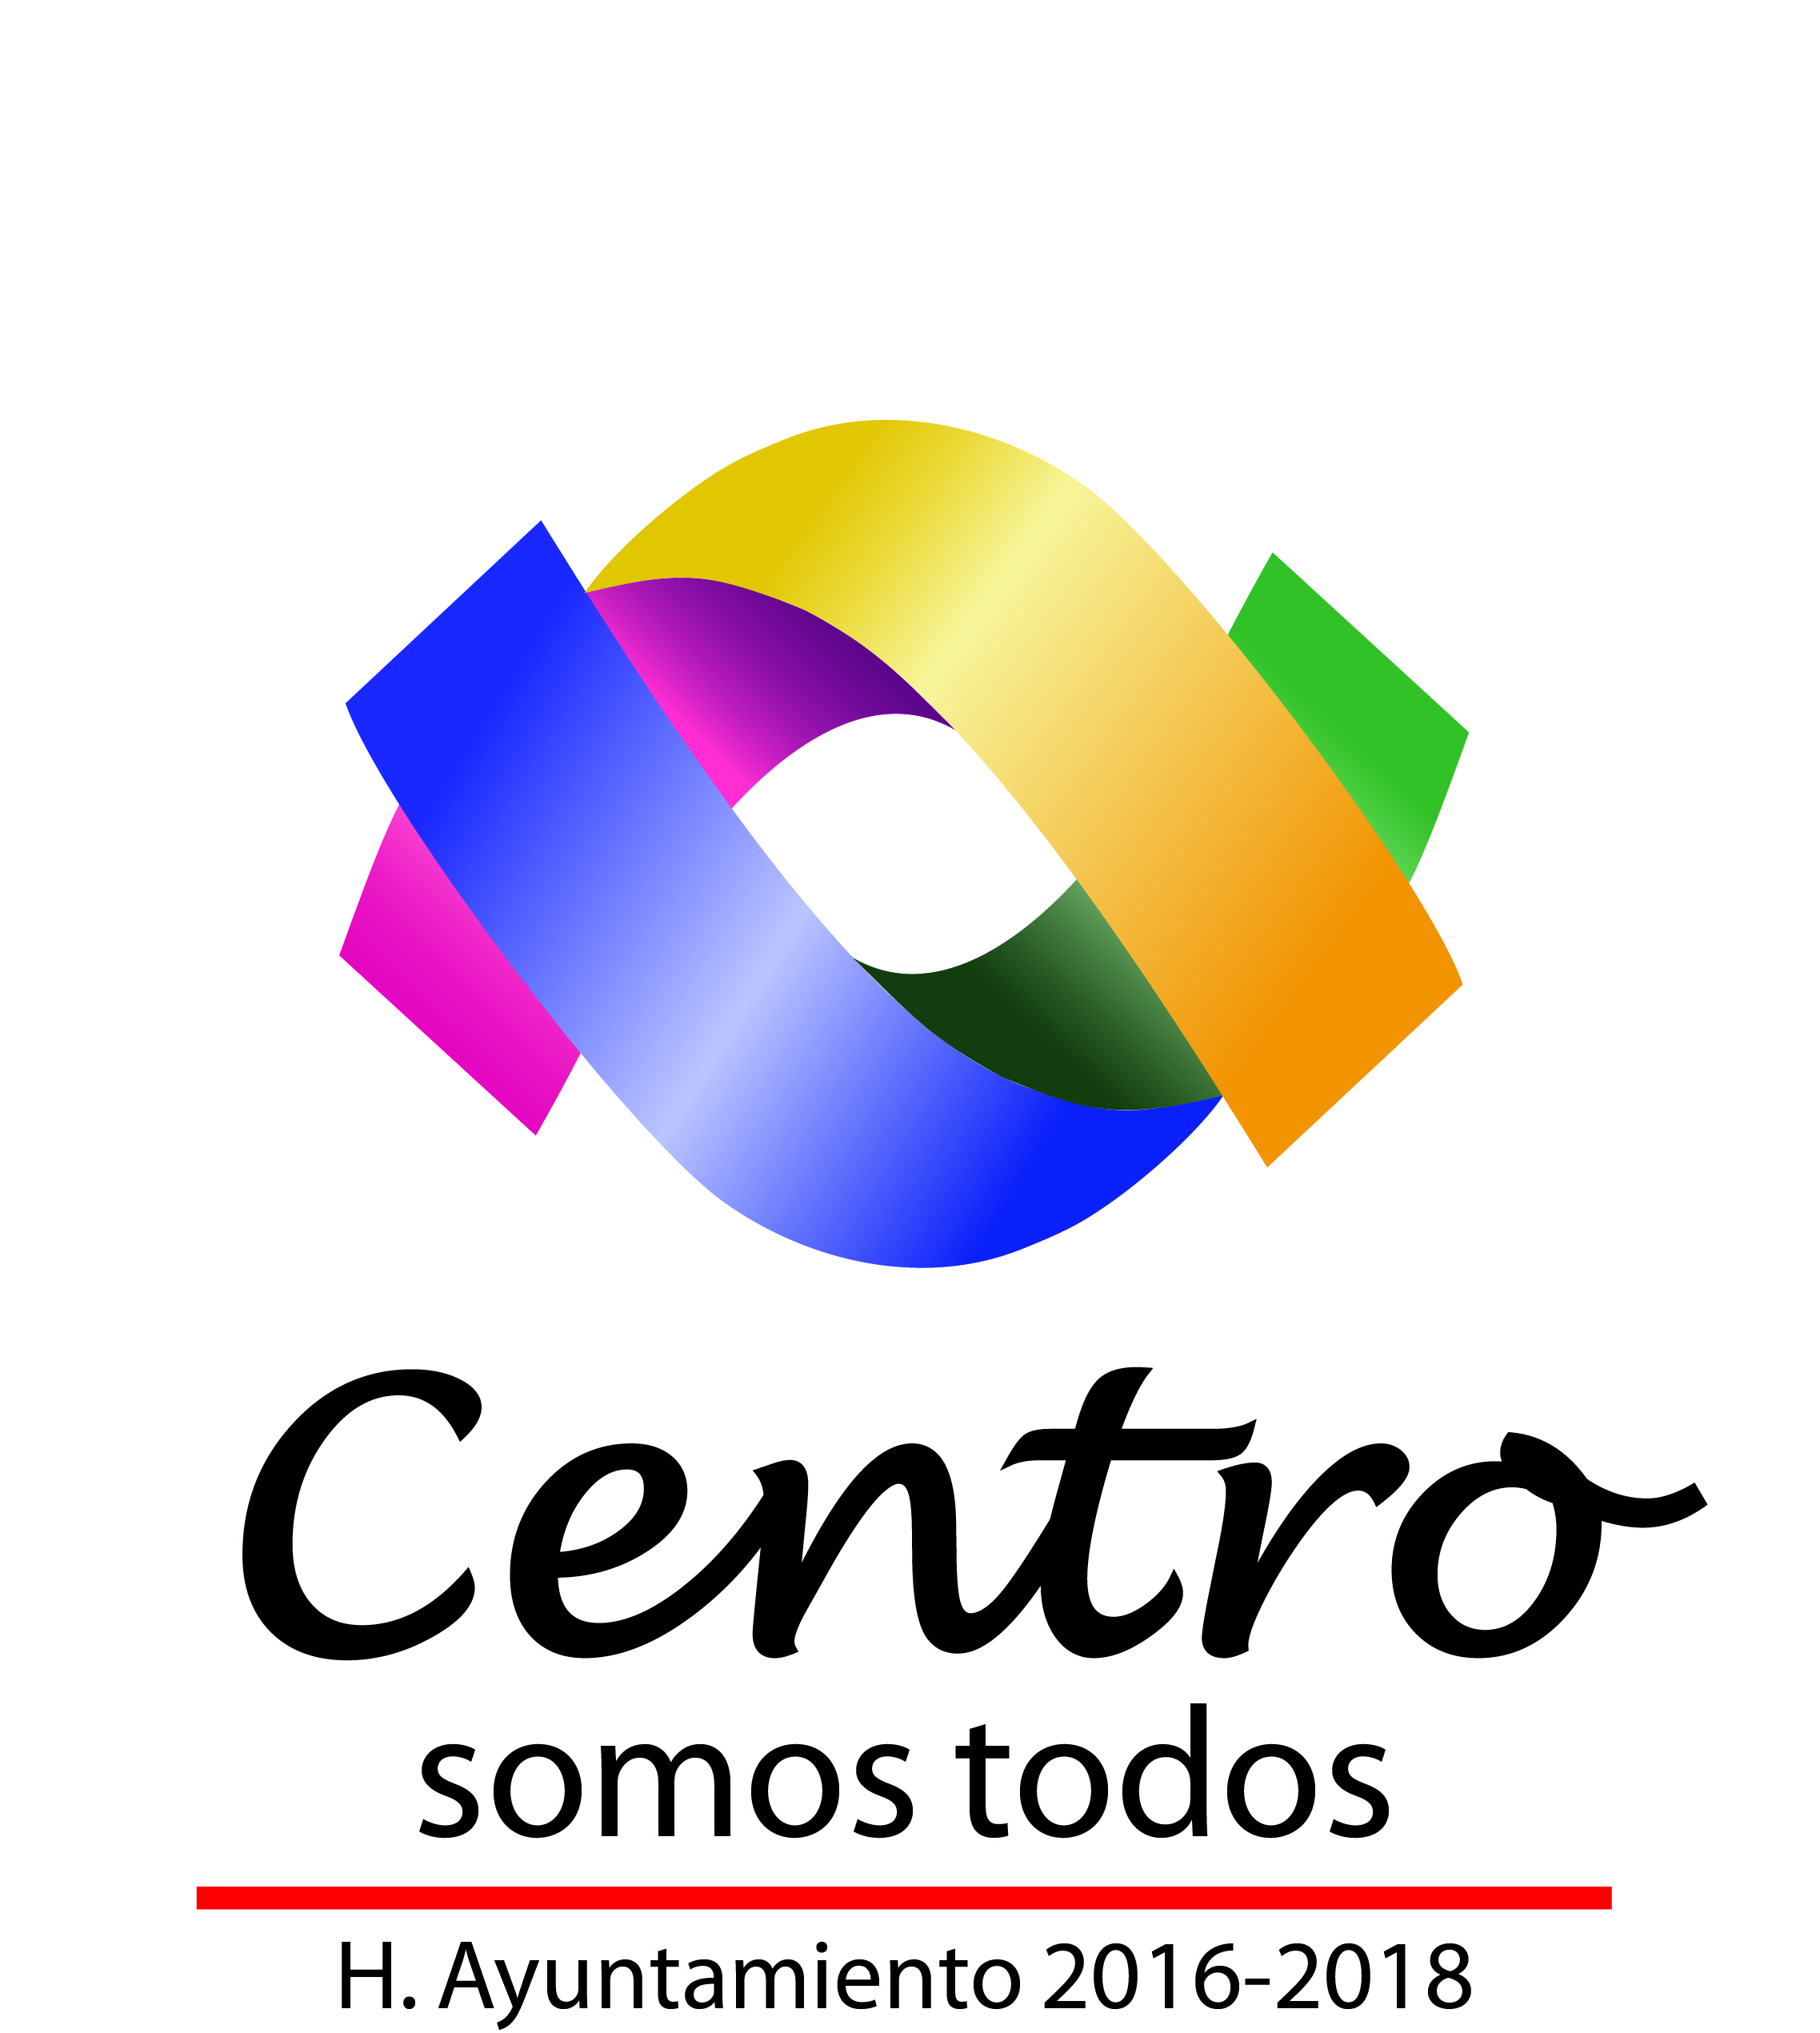 Centro
somos todos
H. Ayuntamiento 2016-2018